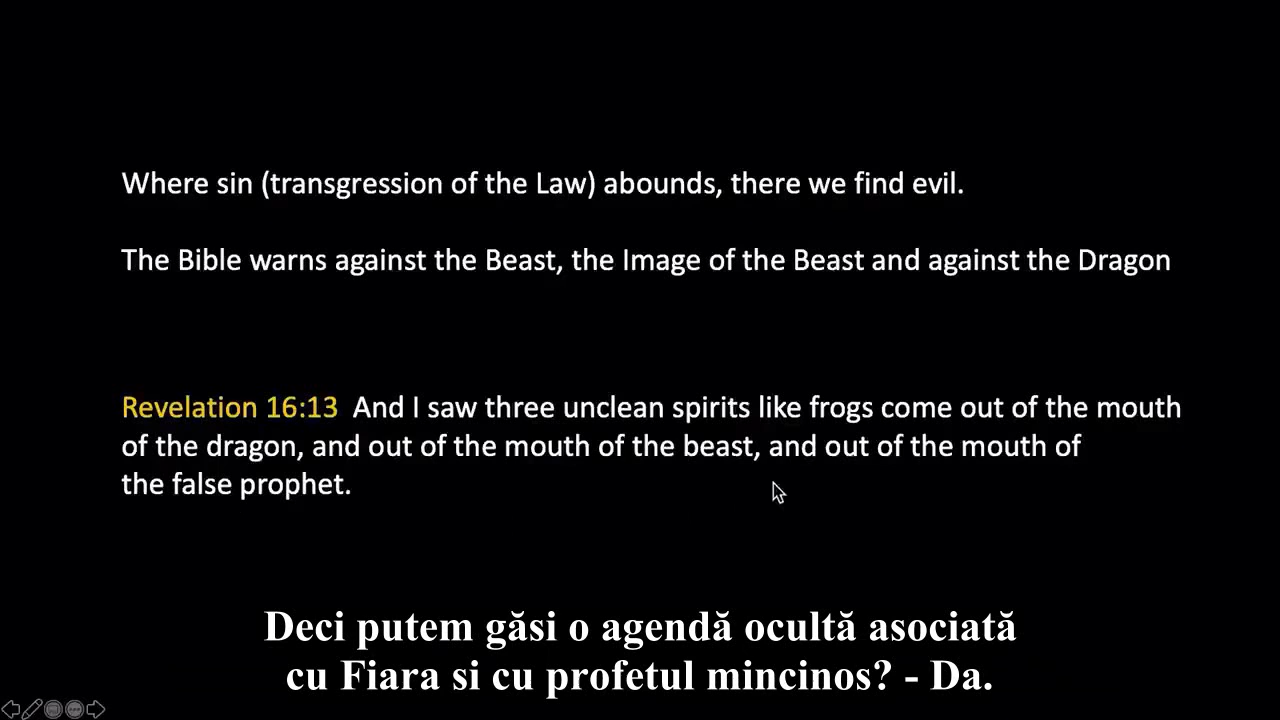 Where sin (transgression of the Law) abounds, there we find evil.
The Bible warns against the Beast, the Image of the Beast and against the Dragon
Revelation 16:13 And I saw three unclean spirits like frogs come out of the mouth
of the dragon, and out of the mouth of the beast, and out of the mouth of
the false prophet.
Deci putem găsi o agendă ocultă asociată
cu Fiara si cu profetul mincinos? - Da.